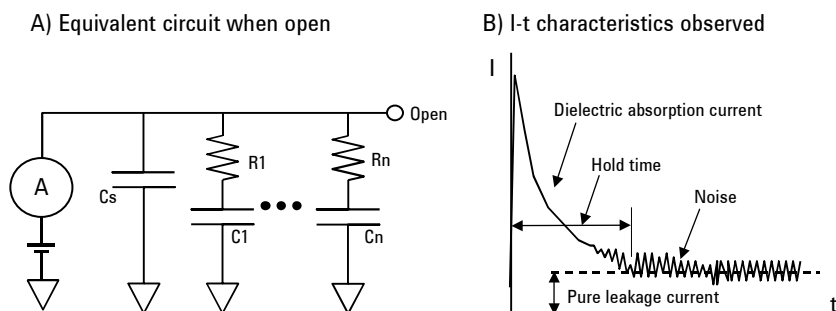 A) Equivalent circuit when open
B) I-t characteristics observed
I
Open
Dielectric absorption current
R1
Rn
Hold time
A
Cs
Noise
C1
Cn
Pure leakage current
t